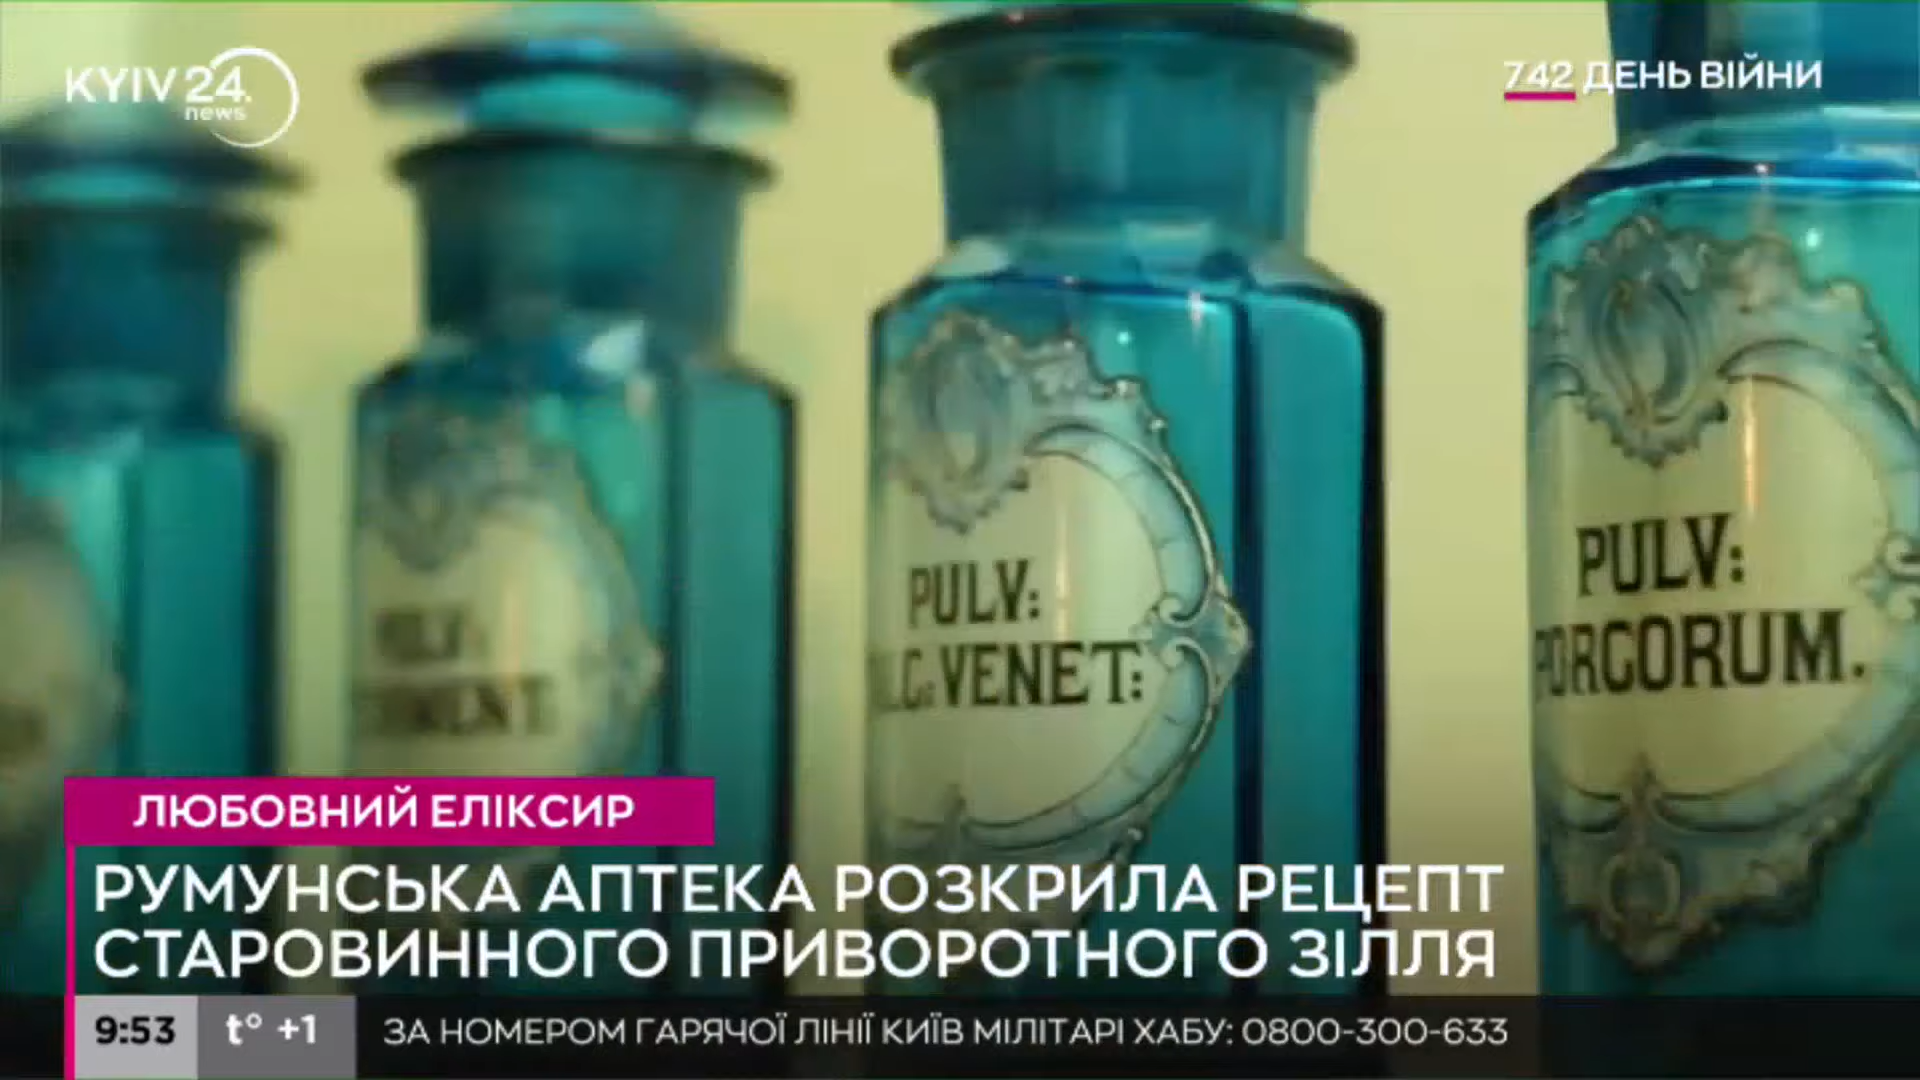 KYIV 24.
news
742 ДЕНЬ ВІЙНИ
PULV:
VENET:
PULV:
PORCORUM.
ЛЮБОВНИЙ ЕЛІКСИР
РУМУНСЬКА АПТЕКА РОЗКРИЛА РЕЦЕПТ
СТАРОВИННОГО ПРИВОРОТНОГО ЗІЛЛЯ
9:53
t° +1
ЗА НОМЕРОМ ГАРЯЧОЇ ЛІНІЇ КИЇВ МІЛІТАРІ ХАБУ: 0800-300-633